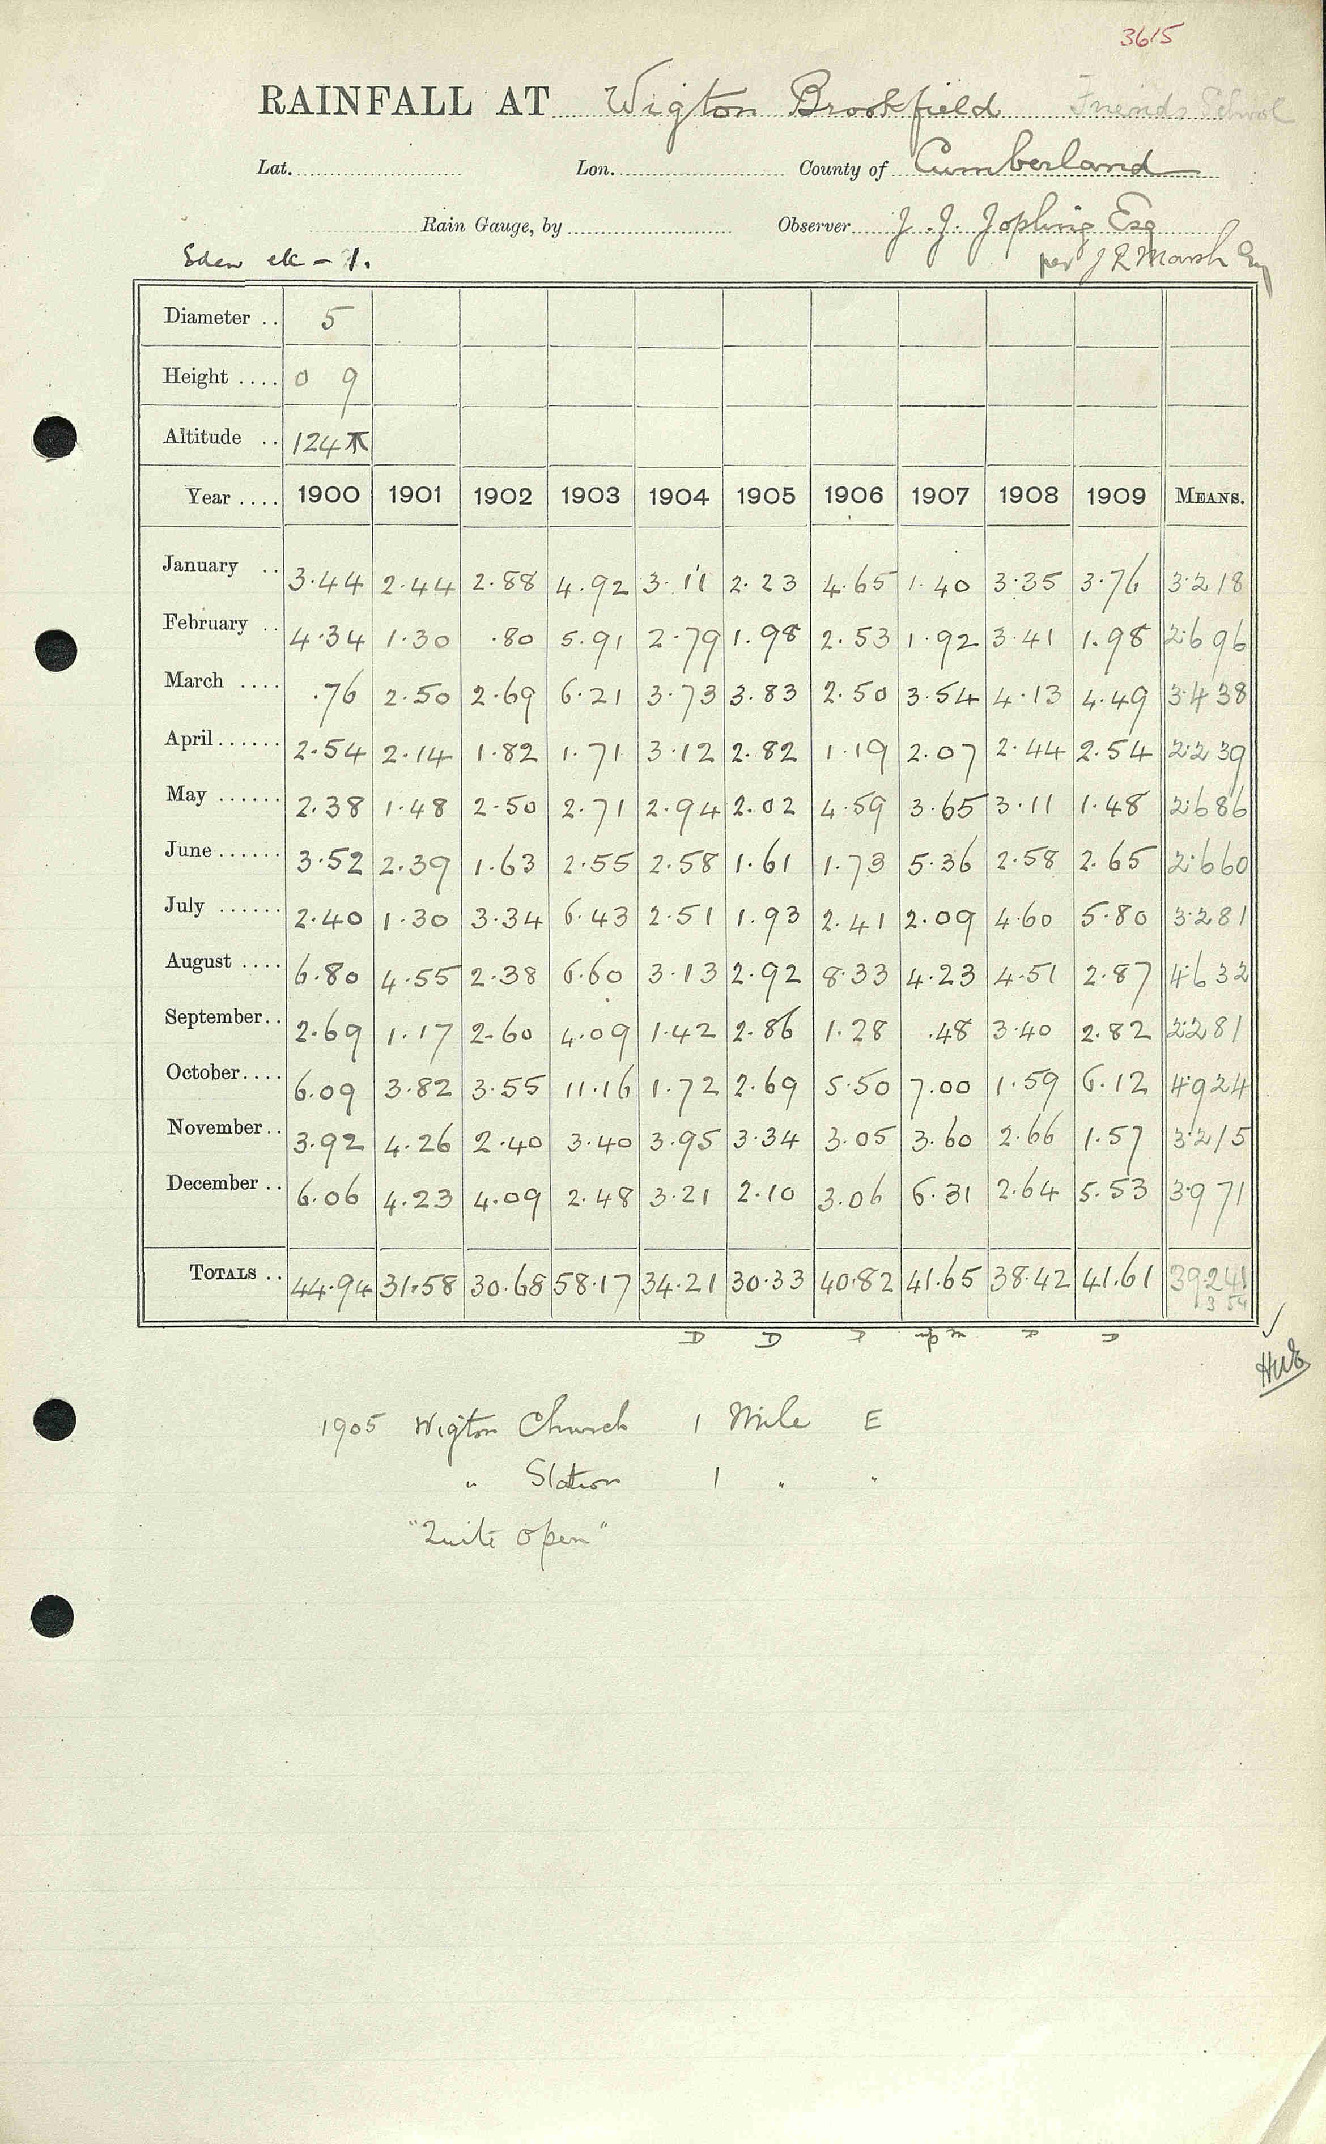 3615
RAINFALL AT Wigton Brookfield Friends School
Lat. Lon. County of Cumberland
Rain Gauge, by Observer J. J. Jopling Esq
Eden etc - 1. per J R Marsh Esq
Diameter .. 5
Height .... 0 9
Altitude .. 124
Year .... 1900 1901 1902 1903 1904 1905 1906 1907 1908 1909 MEANS.
January .. 3.44 2.44 2.88 4.92 3.11 2.23 4.65 1.40 3.35 3.76 3.218
February .. 4.34 1.30 .80 5.91 2.79 1.98 2.53 1.92 3.41 1.98 2.696
March .... .76 2.50 2.69 6.21 3.73 3.83 2.50 3.54 4.13 4.49 3.438
April...... 2.54 2.14 1.82 1.71 3.12 2.82 1.19 2.07 2.44 2.54 2.239
May ...... 2.38 1.48 2.50 2.71 2.94 2.02 4.59 3.65 3.11 1.48 2.686
June...... 3.52 2.39 1.63 2.55 2.58 1.61 1.73 5.36 2.58 2.65 2.660
July ...... 2.40 1.30 3.34 6.43 2.51 1.93 2.41 2.09 4.60 5.80 3.281
August .... 6.80 4.55 2.38 6.60 3.13 2.92 8.33 4.23 4.51 2.87 4.632
September.. 2.69 1.17 2.60 4.09 1.42 2.86 1.28 .48 3.40 2.82 2.281
October.... 6.09 3.82 3.55 11.16 1.72 2.69 5.50 7.00 1.59 6.12 4.924
November.. 3.92 4.26 2.40 3.40 3.95 3.34 3.05 3.60 2.66 1.57 3.215
December .. 6.06 4.23 4.09 2.48 3.21 2.10 3.06 6.31 2.64 5.53 3.971
TOTALS .. 44.94 31.58 30.68 58.17 34.21 30.33 40.82 41.65 38.42 41.61 39.241
D D
1905 Wigton Church 1 Mile E
" Station 1 " "
"Quite open"